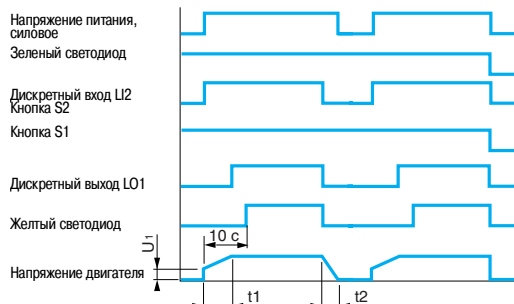 Напряжение питания,
силовое
Зеленый светодиод
Дискретный вход LI2
Кнопка S2
Кнопка S1
Дискретный выход LO1
Желтый светодиод
10 с
U1
Напряжение двигателя
t1
t2